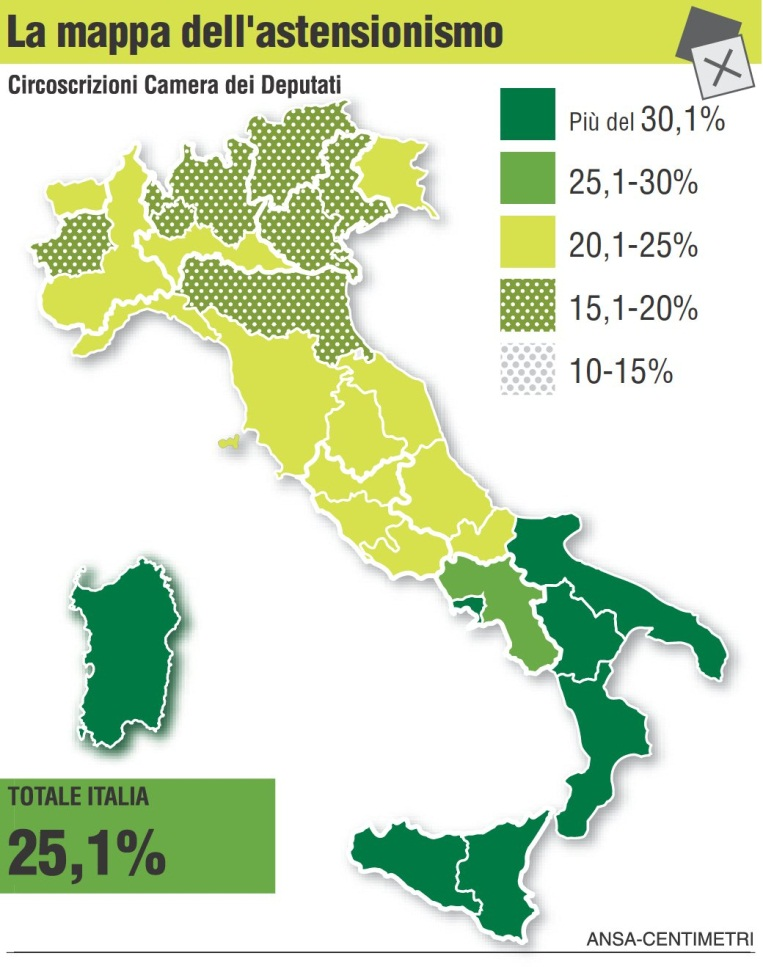 La mappa dell'astensionismo
Circoscrizioni Camera dei Deputati
Più del 30,1%
25,1-30%
20,1-25%
15,1-20%
10-15%
TOTALE ITALIA
25,1%
ANSA-CENTIMETRI